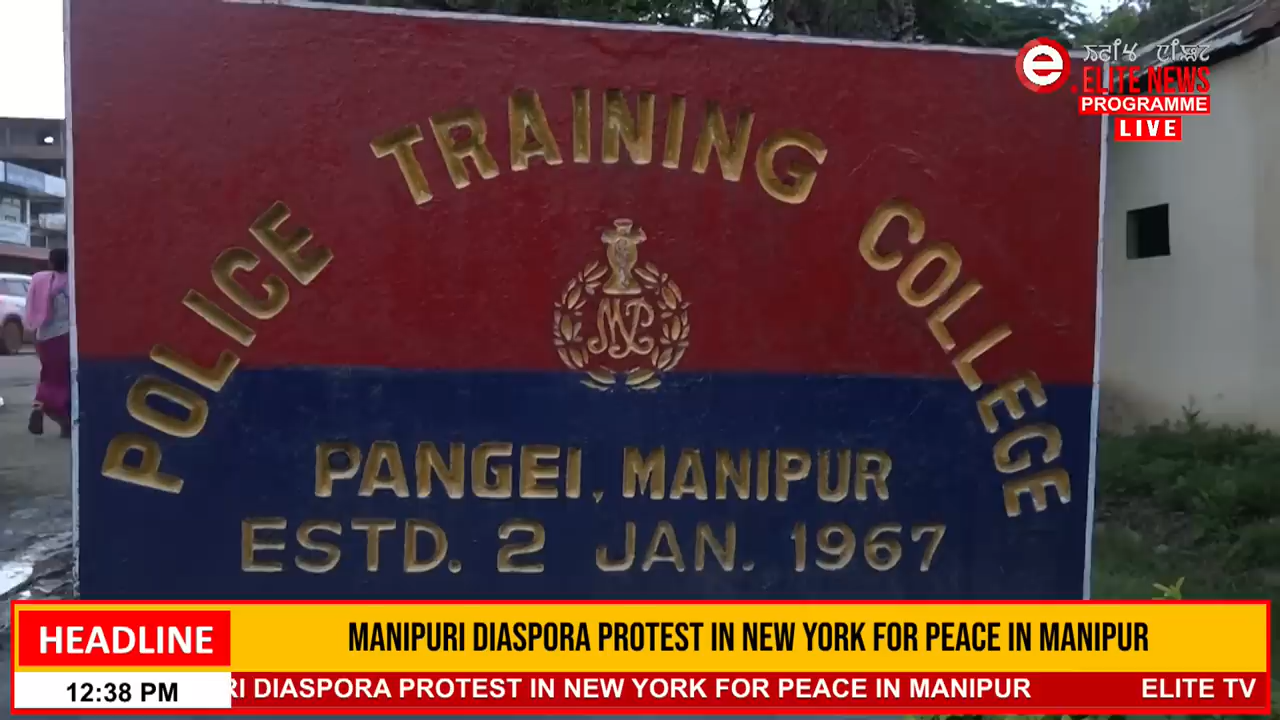 POLICE TRAINING COLLEGE
MP
PANGEI, MANIPUR
ESTD. 2 JAN. 1967
e.
ELITE NEWS
PROGRAMME
LIVE
HEADLINE
MANIPURI DIASPORA PROTEST IN NEW YORK FOR PEACE IN MANIPUR
12:38 PM
RI DIASPORA PROTEST IN NEW YORK FOR PEACE IN MANIPUR
ELITE TV